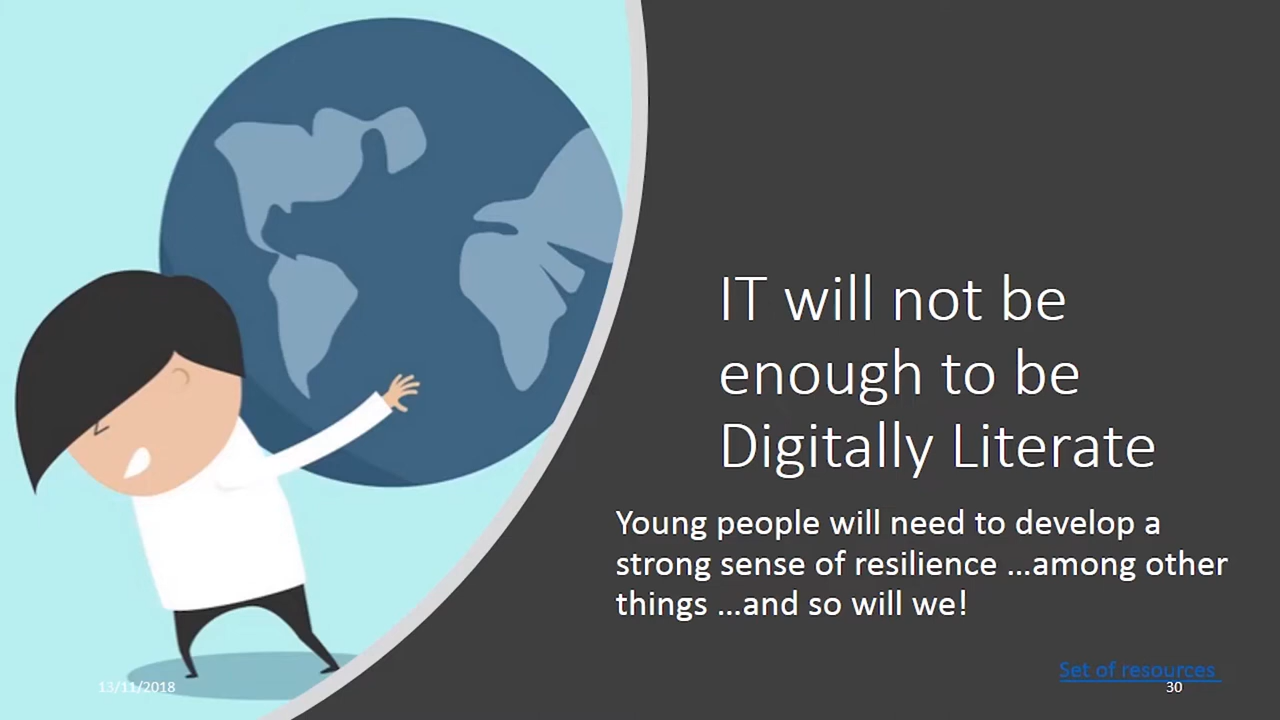 IT will not be
enough to be
Digitally Literate
Young people will need to develop a
strong sense of resilience …among other
things …and so will we!
Set of resources
13/11/2018
30